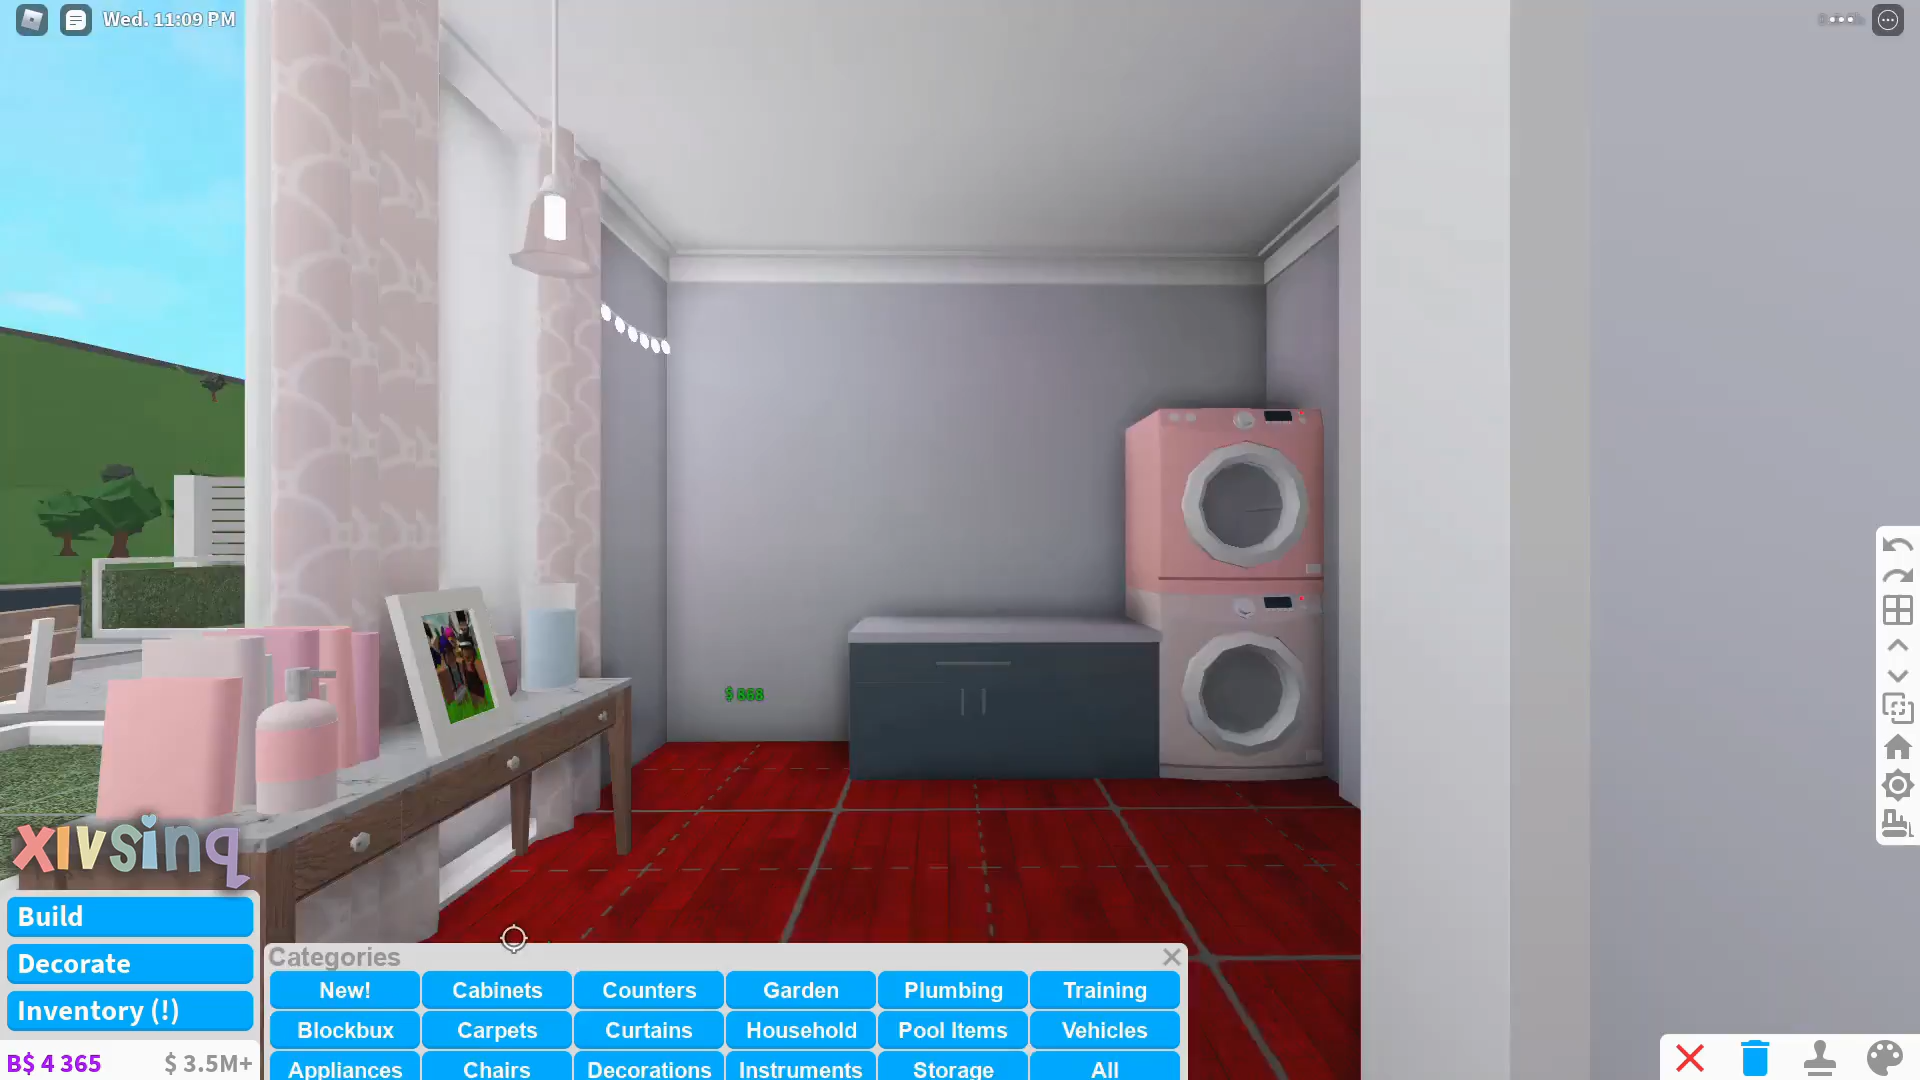 Wed. 11:09 PM
$ 868
xivsinq
Build
Decorate
Inventory (!)
B$ 4 365
$ 3.5M+
Categories
New!
Cabinets
Counters
Garden
Plumbing
Training
Blockbux
Carpets
Curtains
Household
Pool Items
Vehicles
Appliances
Chairs
Decorations
Instruments
Storage
All